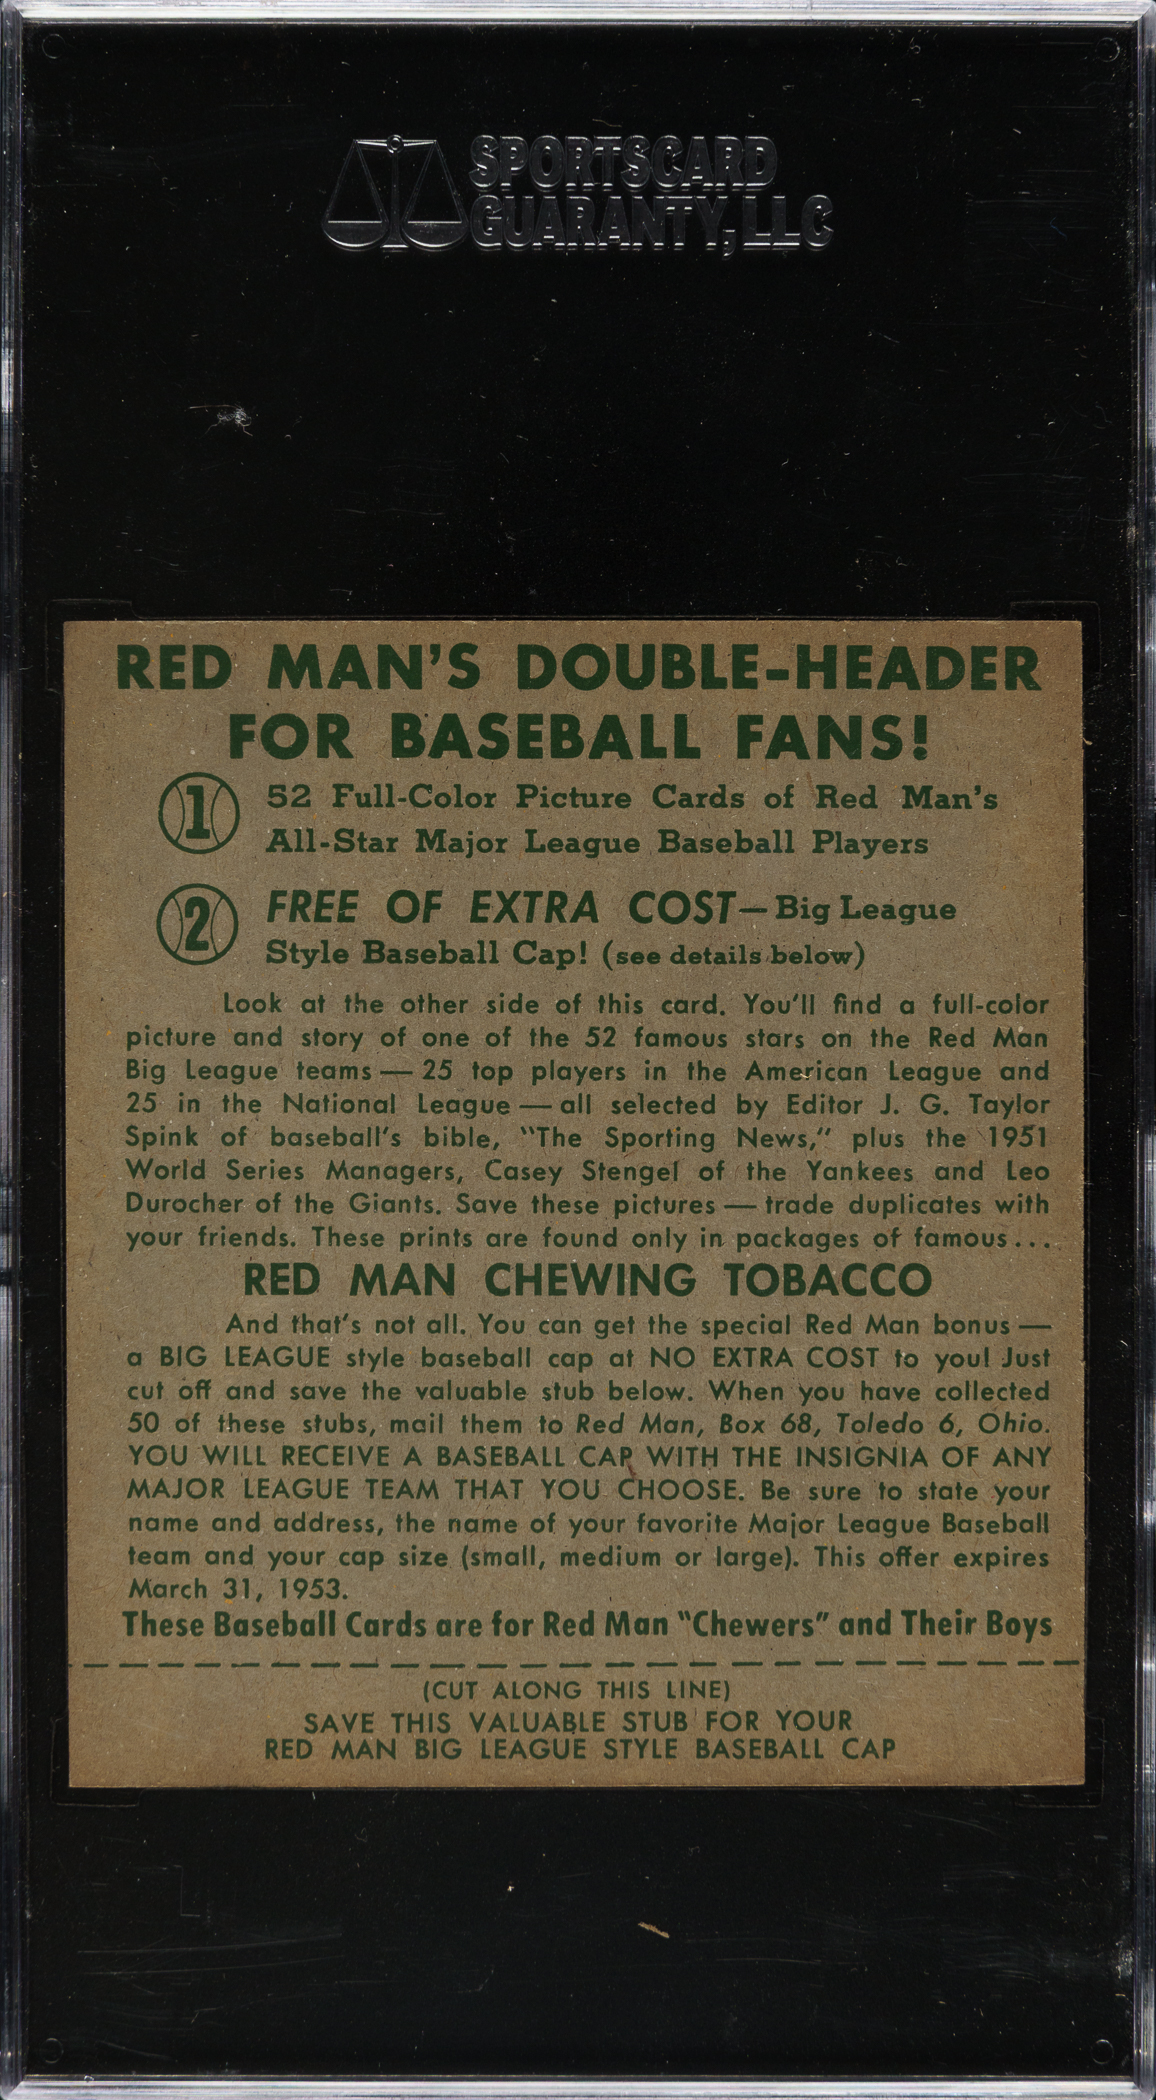 SPORTSCARD
GUARANTY, LLC
RED MAN'S DOUBLE-HEADER
FOR BASEBALL FANS!
1 52 Full-Color Picture Cards of Red Man's
All-Star Major League Baseball Players
2 FREE OF EXTRA COST—Big League
Style Baseball Cap! (see details below)
Look at the other side of this card. You'll find a full-color
picture and story of one of the 52 famous stars on the Red Man
Big League teams — 25 top players in the American League and
25 in the National League — all selected by Editor J. G. Taylor
Spink of baseball's bible, "The Sporting News," plus the 1951
World Series Managers, Casey Stengel of the Yankees and Leo
Durocher of the Giants. Save these pictures — trade duplicates with
your friends. These prints are found only in packages of famous...
RED MAN CHEWING TOBACCO
And that's not all. You can get the special Red Man bonus —
a BIG LEAGUE style baseball cap at NO EXTRA COST to you! Just
cut off and save the valuable stub below. When you have collected
50 of these stubs, mail them to Red Man, Box 68, Toledo 6, Ohio.
YOU WILL RECEIVE A BASEBALL CAP WITH THE INSIGNIA OF ANY
MAJOR LEAGUE TEAM THAT YOU CHOOSE. Be sure to state your
name and address, the name of your favorite Major League Baseball
team and your cap size (small, medium or large). This offer expires
March 31, 1953.
These Baseball Cards are for Red Man "Chewers" and Their Boys
(CUT ALONG THIS LINE)
SAVE THIS VALUABLE STUB FOR YOUR
RED MAN BIG LEAGUE STYLE BASEBALL CAP